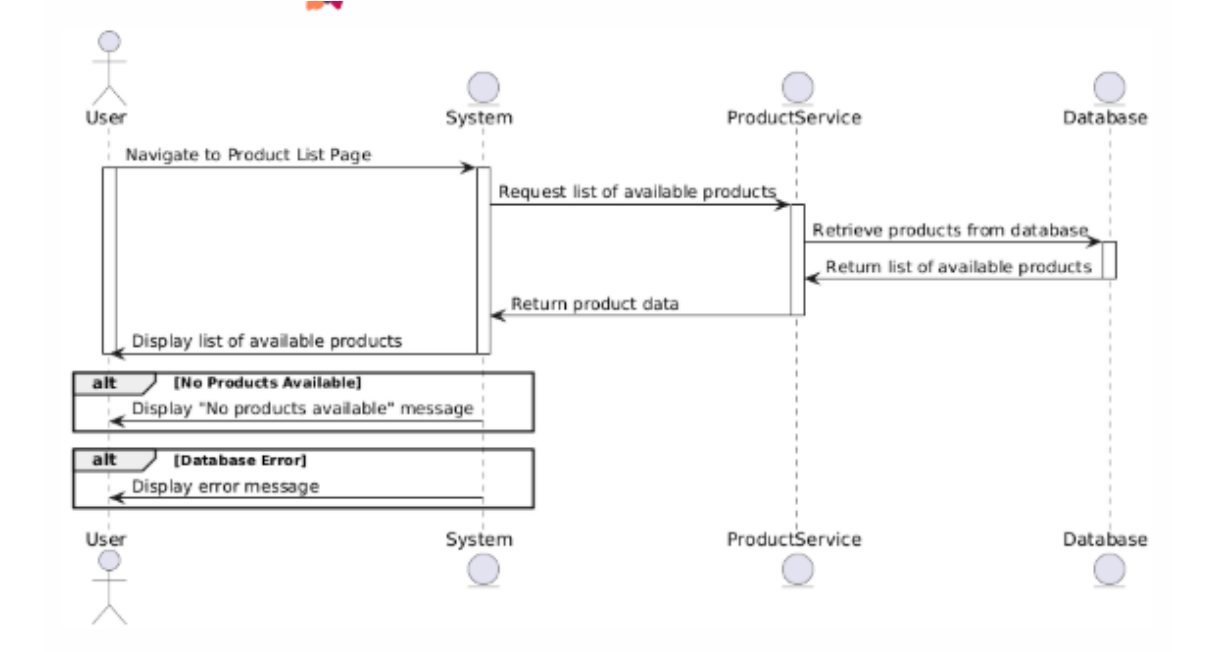 User
System
ProductService
Database
Navigate to Product List Page
Request list of available products
Retrieve products from database
Return list of available products
Return product data
Display list of available products
alt [No Products Available]
Display "No products available" message
alt [Database Error]
Display error message
User
System
ProductService
Database